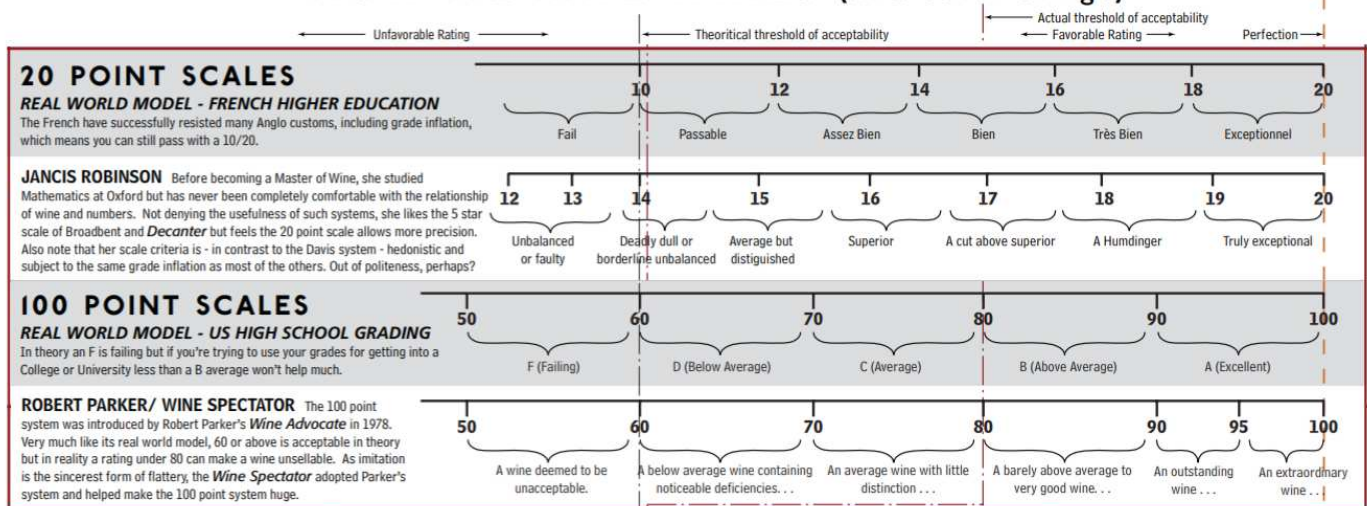 Actual threshold of acceptability
Unfavorable Rating
Theoritical threshold of acceptability
Favorable Rating
Perfection
20 POINT SCALES
REAL WORLD MODEL - FRENCH HIGHER EDUCATION
The French have successfully resisted many Anglo customs, including grade inflation,
which means you can still pass with a 10/20.
10 12 14 16 18 20
Fail Passable Assez Bien Bien Très Bien Exceptionnel
JANCIS ROBINSON Before becoming a Master of Wine, she studied
Mathematics at Oxford but has never been completely comfortable with the relationship
of wine and numbers. Not denying the usefulness of such systems, she likes the 5 star
scale of Broadbent and Decanter but feels the 20 point scale allows more precision.
Also note that her scale criteria is - in contrast to the Davis system - hedonistic and
subject to the same grade inflation as most of the others. Out of politeness, perhaps?
12 13 14 15 16 17 18 19 20
Unbalanced
or faulty
Deadly dull or
borderline unbalanced
Average but
distiguished
Superior
A cut above superior
A Humdinger
Truly exceptional
100 POINT SCALES
REAL WORLD MODEL - US HIGH SCHOOL GRADING
In theory an F is failing but if you're trying to use your grades for getting into a
College or University less than a B average won't help much.
50 60 70 80 90 100
F (Failing) D (Below Average) C (Average) B (Above Average) A (Excellent)
ROBERT PARKER/ WINE SPECTATOR The 100 point
system was introduced by Robert Parker's Wine Advocate in 1978.
Very much like its real world model, 60 or above is acceptable in theory
but in reality a rating under 80 can make a wine unsellable. As imitation
is the sincerest form of flattery, the Wine Spectator adopted Parker's
system and helped make the 100 point system huge.
50 60 70 80 90 95 100
A wine deemed to be
unacceptable.
A below average wine containing
noticeable deficiencies. . .
An average wine with little
distinction . . .
A barely above average to
very good wine. . .
An outstanding
wine . . .
An extraordinary
wine . . .